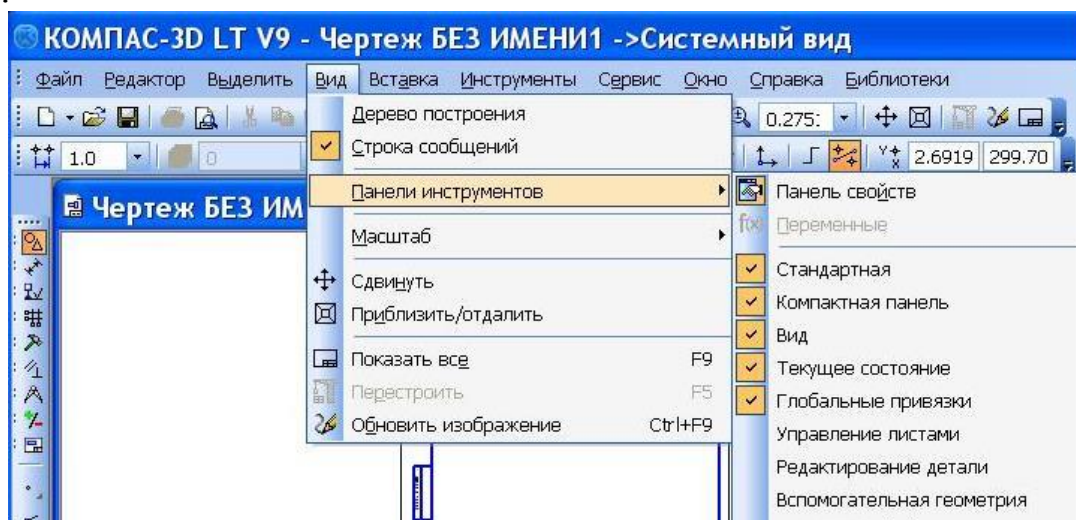 КОМПАС-3D LT V9 - Чертеж БЕЗ ИМЕНИ1 ->Системный вид
Файл Редактор Выделить Вид Вставка Инструменты Сервис Окно Справка Библиотеки
0.275:
1.0 0 2.6919 299.70
Чертеж БЕЗ ИМ
Дерево построения
Строка сообщений
Панели инструментов
Масштаб
Сдвинуть
Приблизить/отдалить
Показать все F9
Перестроить F5
Обновить изображение Ctrl+F9
Панель свойств
f(x) Переменные
Стандартная
Компактная панель
Вид
Текущее состояние
Глобальные привязки
Управление листами
Редактирование детали
Вспомогательная геометрия